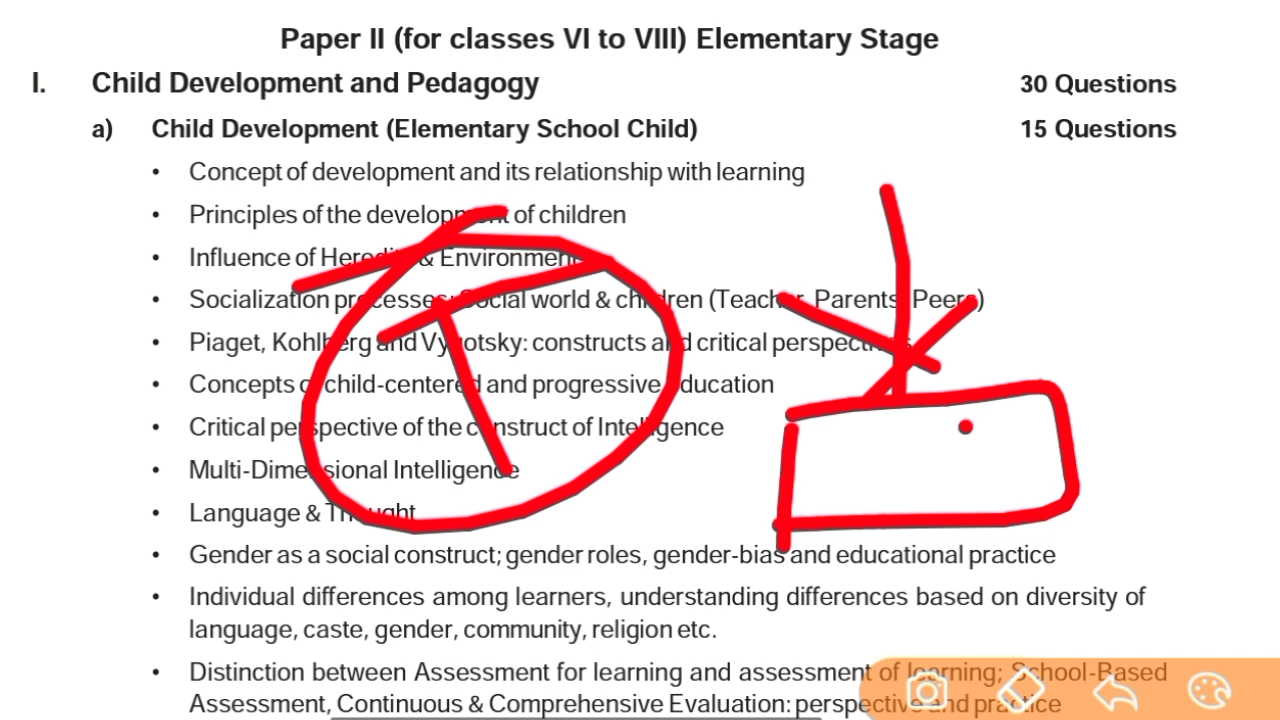 Paper II (for classes VI to VIII) Elementary Stage
I. Child Development and Pedagogy 30 Questions
a) Child Development (Elementary School Child) 15 Questions
• Concept of development and its relationship with learning
• Principles of the development of children
• Influence of Heredity & Environment
• Socialization processes: Social world & children (Teacher, Parents, Peers)
• Piaget, Kohlberg and Vygotsky: constructs and critical perspectives
• Concepts of child-centered and progressive education
• Critical perspective of the construct of Intelligence
• Multi-Dimensional Intelligence
• Language & Thought
• Gender as a social construct; gender roles, gender-bias and educational practice
• Individual differences among learners, understanding differences based on diversity of
language, caste, gender, community, religion etc.
• Distinction between Assessment for learning and assessment of learning; School-Based
Assessment, Continuous & Comprehensive Evaluation: perspective and practice